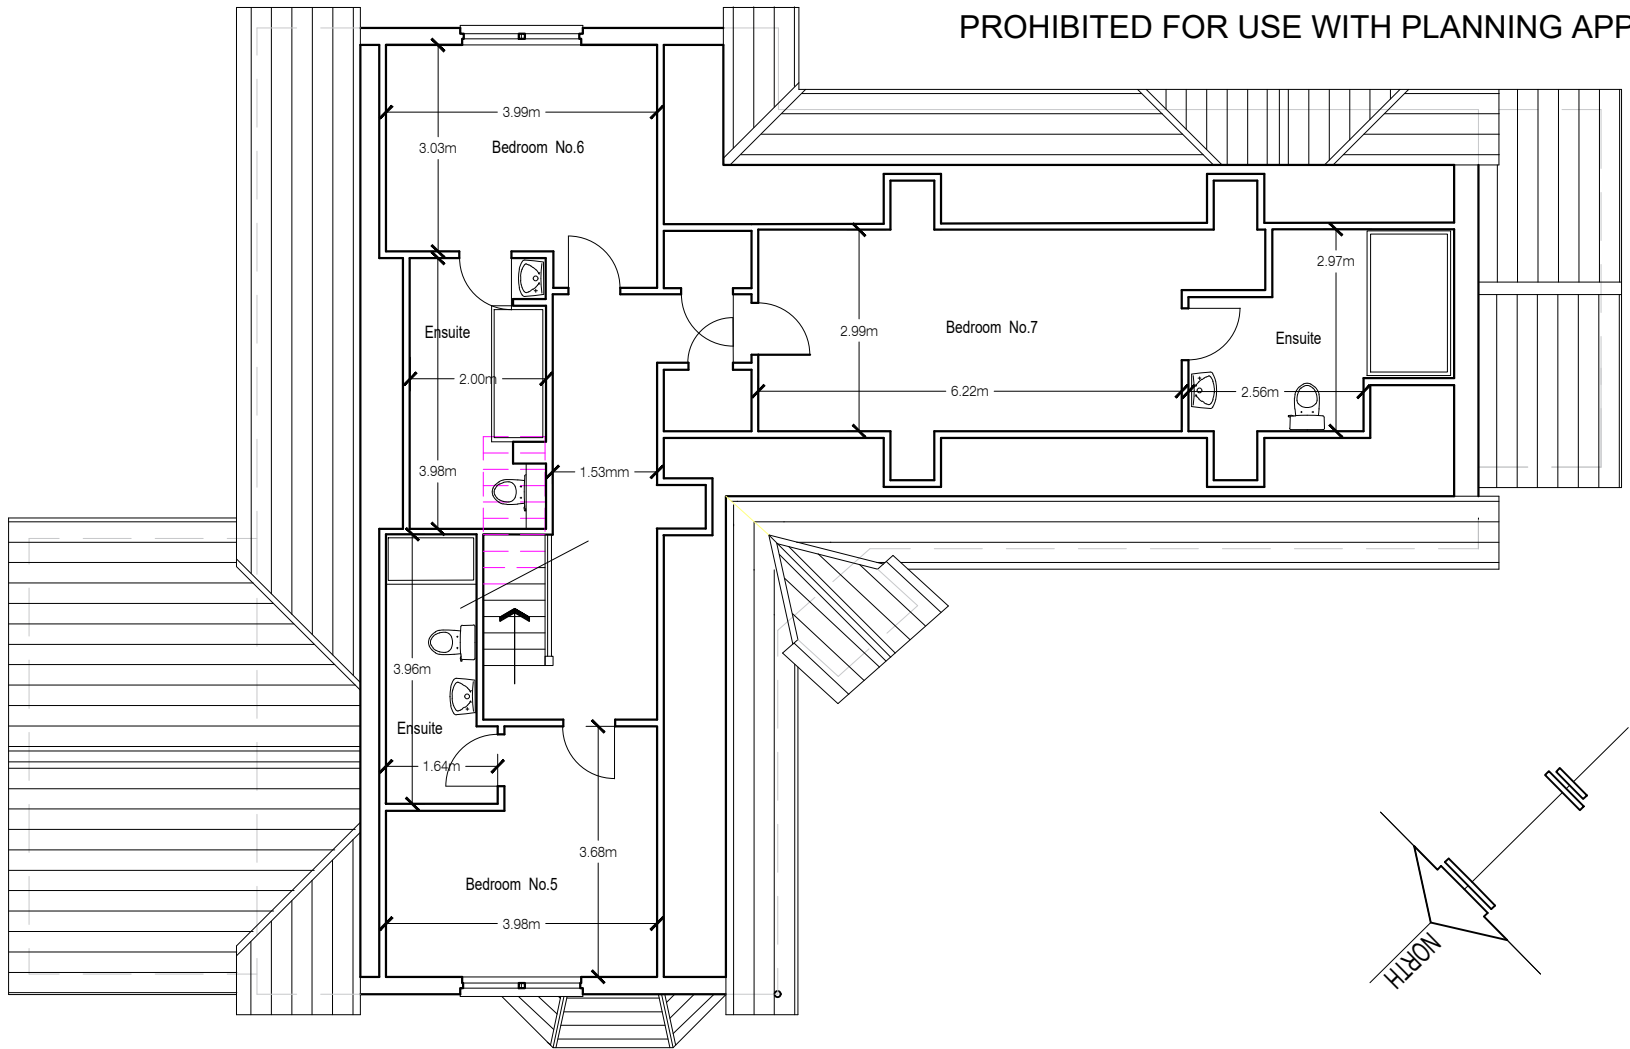 PROHIBITED FOR USE WITH PLANNING APP
3.99m
3.03m
Bedroom No.6
2.97m
Ensuite
2.99m
Bedroom No.7
Ensuite
2.00m
6.22m
2.56m
3.98m
1.53mm
3.96m
Ensuite
1.64m
3.68m
Bedroom No.5
3.98m
NORTH